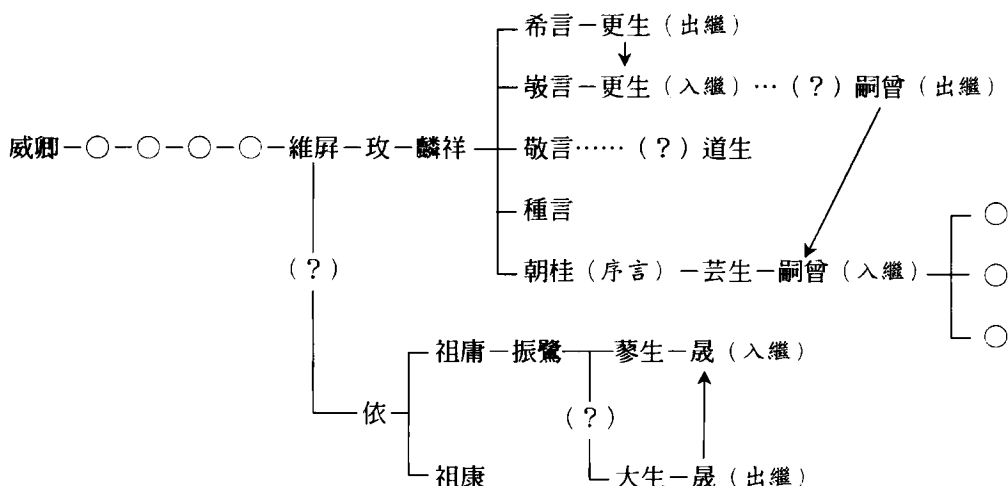 希言－更生（出繼）
嵏言－更生（入繼）…（？）嗣曾（出繼）
威卿－○－○－○－○－維屏－玫－麟祥
敬言……（？）道生
種言
（？）
朝桂（序言）－芸生－嗣曾（入繼）
祖庸－振鷺－蓼生－晟（入繼）
依
（？）
祖康
大生－晟（出繼）